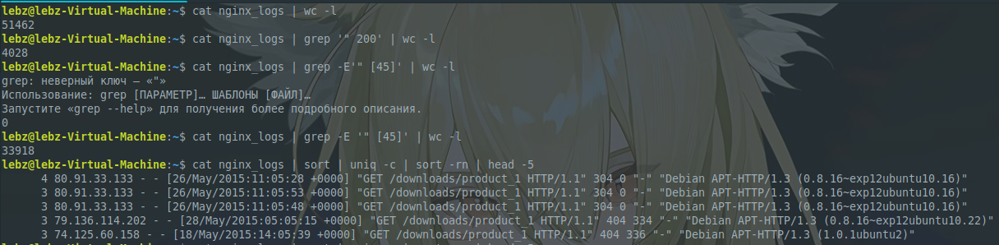 lebz@lebz-Virtual-Machine:~$ cat nginx_logs | wc -l
51462
lebz@lebz-Virtual-Machine:~$ cat nginx_logs | grep '" 200' | wc -l
4028
lebz@lebz-Virtual-Machine:~$ cat nginx_logs | grep -E'" [45]' | wc -l
grep: неверный ключ — «"»
Использование: grep [ПАРАМЕТР]… ШАБЛОНЫ [ФАЙЛ]…
Запустите «grep --help» для получения более подробного описания.
0
lebz@lebz-Virtual-Machine:~$ cat nginx_logs | grep -E '" [45]' | wc -l
33918
lebz@lebz-Virtual-Machine:~$ cat nginx_logs | sort | uniq -c | sort -rn | head -5
4 80.91.33.133 - - [26/May/2015:11:05:28 +0000] "GET /downloads/product_1 HTTP/1.1" 304 0 "-" "Debian APT-HTTP/1.3 (0.8.16~exp12ubuntu10.16)"
3 80.91.33.133 - - [26/May/2015:11:05:53 +0000] "GET /downloads/product_1 HTTP/1.1" 304 0 "-" "Debian APT-HTTP/1.3 (0.8.16~exp12ubuntu10.16)"
3 80.91.33.133 - - [26/May/2015:11:05:48 +0000] "GET /downloads/product_1 HTTP/1.1" 304 0 "-" "Debian APT-HTTP/1.3 (0.8.16~exp12ubuntu10.16)"
3 79.136.114.202 - - [28/May/2015:05:05:15 +0000] "GET /downloads/product_1 HTTP/1.1" 404 334 "-" "Debian APT-HTTP/1.3 (0.8.16~exp12ubuntu10.22)"
3 74.125.60.158 - - [18/May/2015:14:05:39 +0000] "GET /downloads/product_1 HTTP/1.1" 404 336 "-" "Debian APT-HTTP/1.3 (1.0.1ubuntu2)"